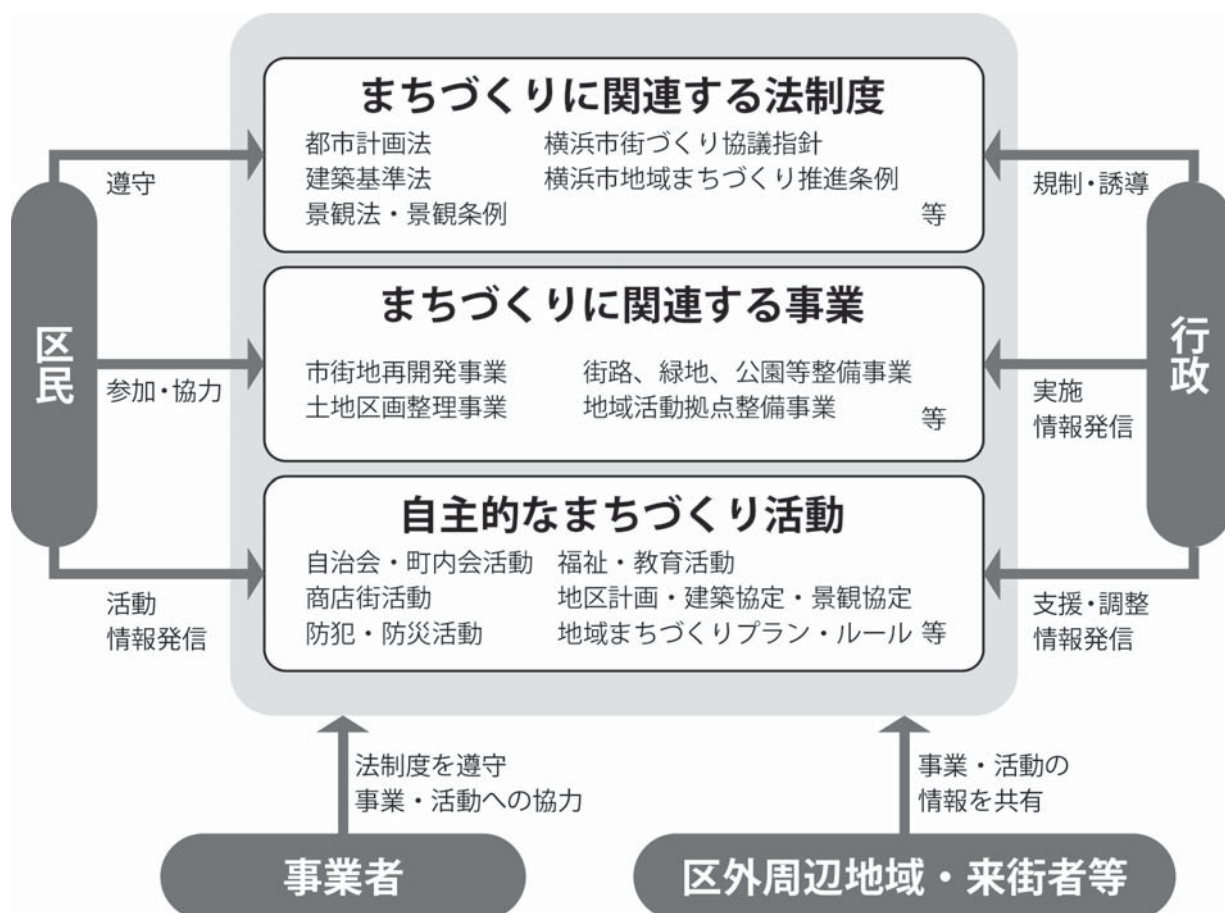 まちづくりに関連する法制度
都市計画法 横浜市街づくり協議指針
建築基準法 横浜市地域まちづくり推進条例
景観法・景観条例 等
遵守
規制・誘導
まちづくりに関連する事業
市街地再開発事業 街路、緑地、公園等整備事業
土地区画整理事業 地域活動拠点整備事業 等
区民
参加・協力
行政
実施
情報発信
自主的なまちづくり活動
自治会・町内会活動 福祉・教育活動
商店街活動 地区計画・建築協定・景観協定
防犯・防災活動 地域まちづくりプラン・ルール 等
活動
情報発信
支援・調整
情報発信
法制度を遵守
事業・活動への協力
事業・活動の
情報を共有
事業者
区外周辺地域・来街者等